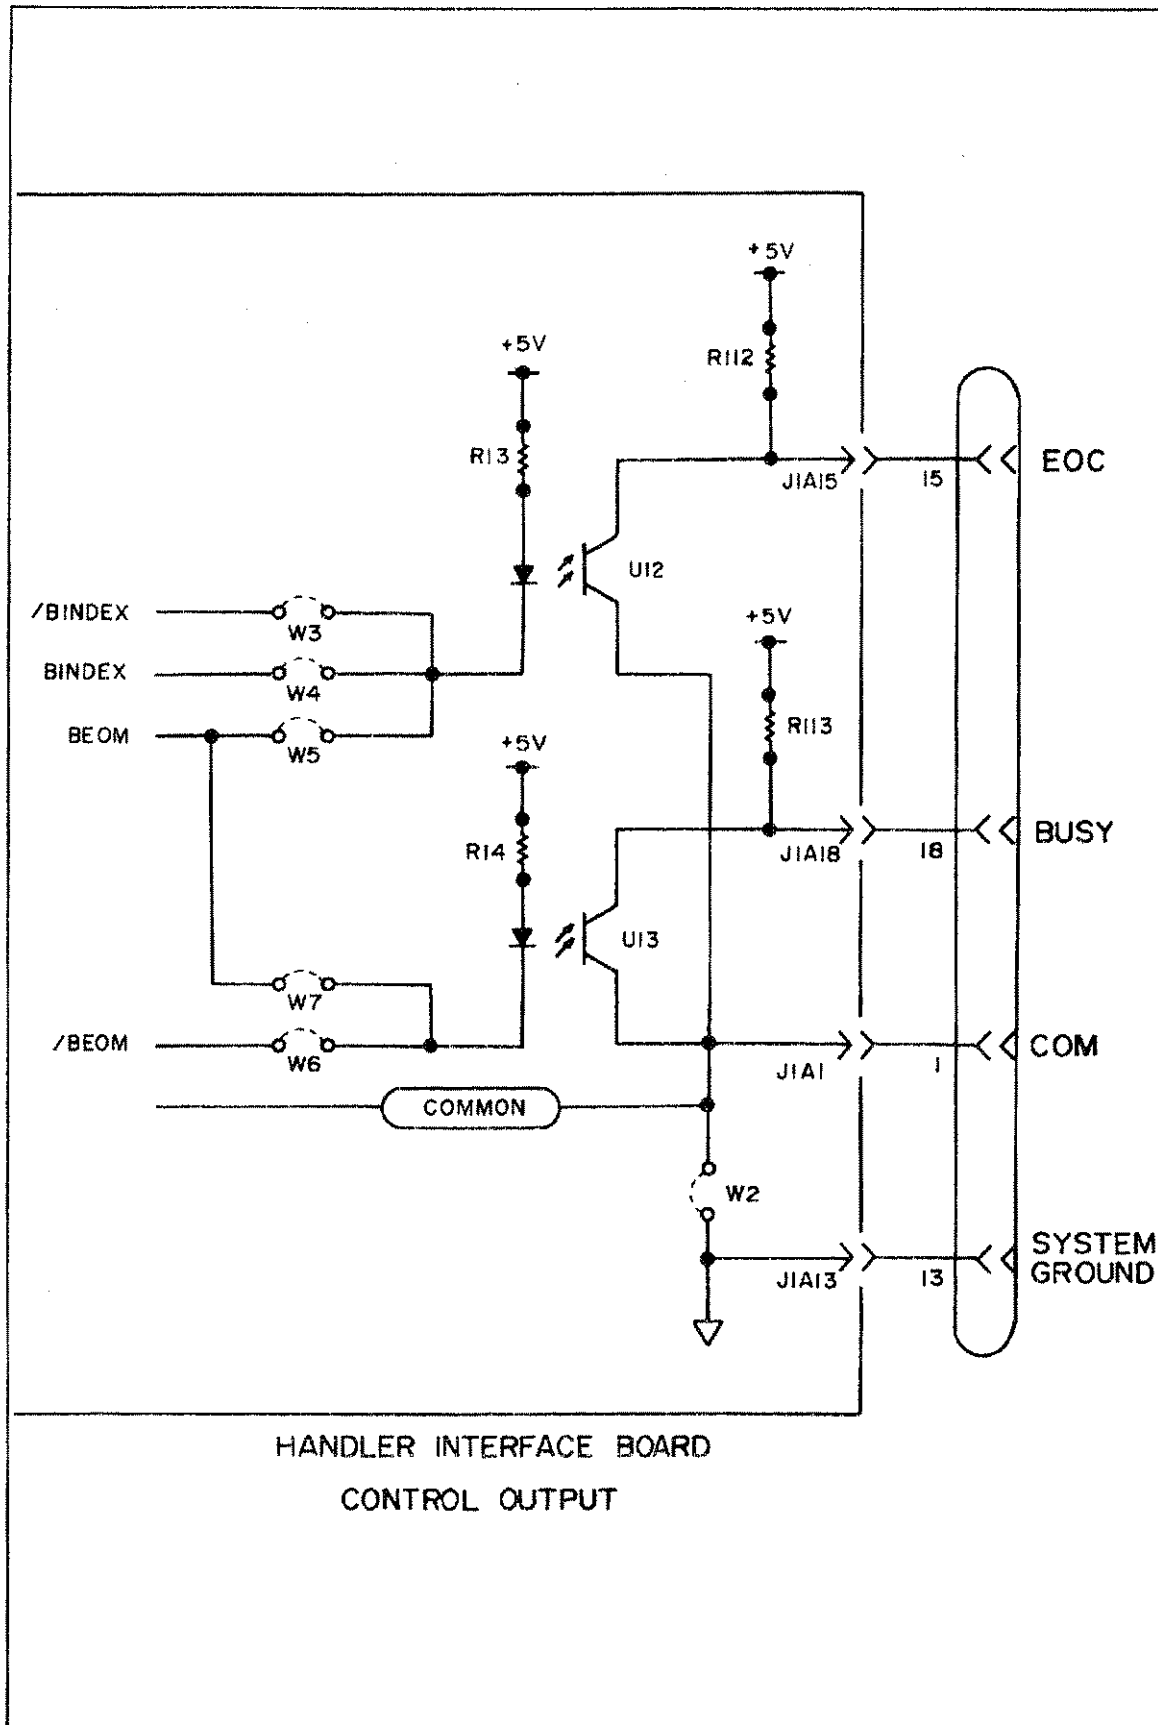 +5V
+5V
R112
R13
J1A15
15
EOC
U12
+5V
/BINDEX
W3
BINDEX
W4
R113
BEOM
W5
+5V
R14
J1A18
18
BUSY
U13
W7
/BEOM
W6
J1A1
1
COM
COMMON
W2
J1A13
13
SYSTEM
GROUND
HANDLER INTERFACE BOARD
CONTROL OUTPUT